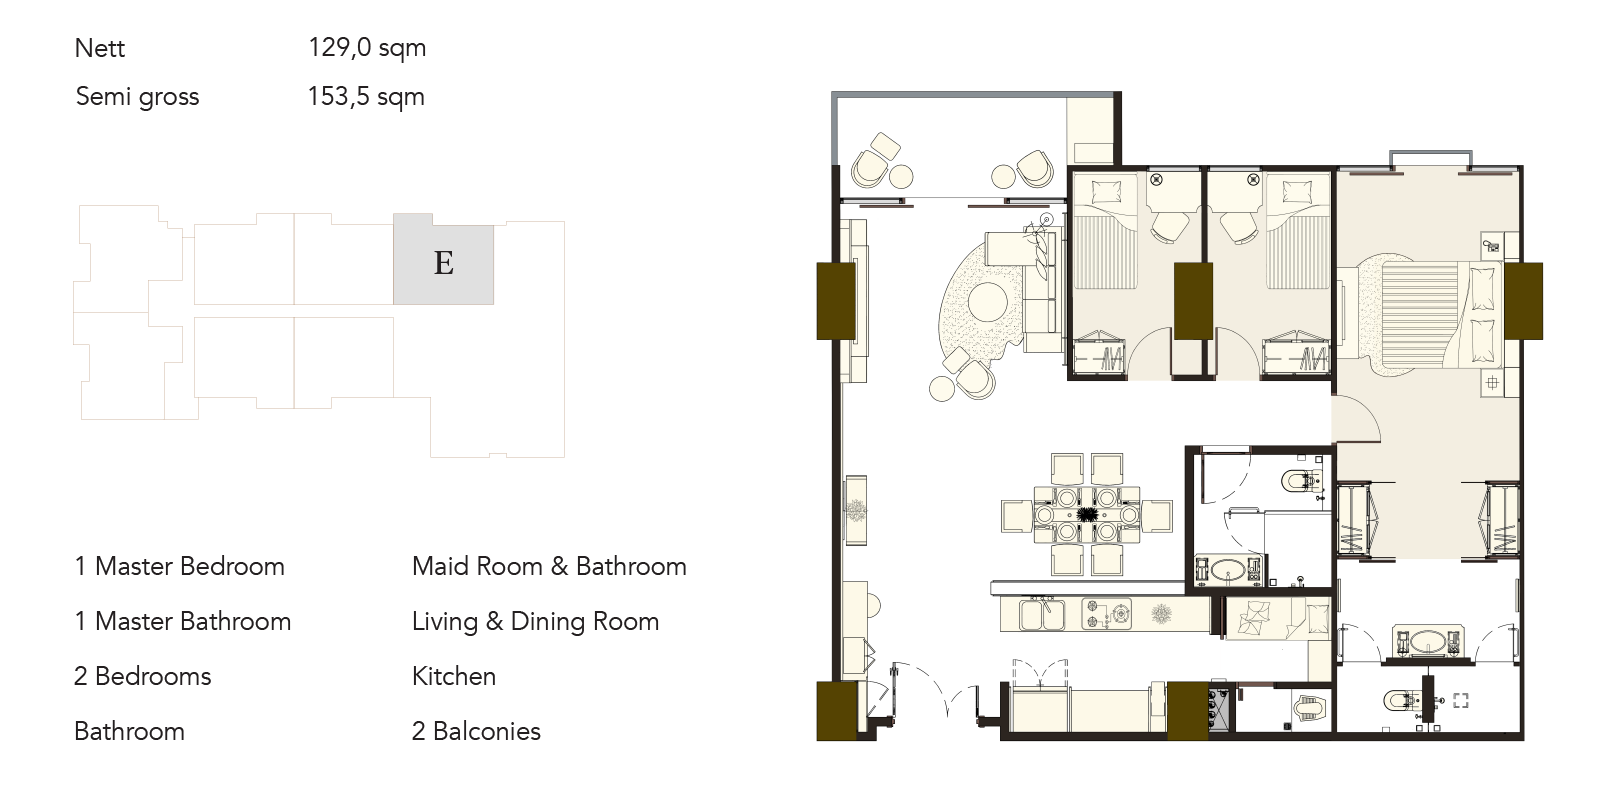 Nett 129,0 sqm
Semi gross 153,5 sqm
E
1 Master Bedroom
1 Master Bathroom
2 Bedrooms
Bathroom
Maid Room & Bathroom
Living & Dining Room
Kitchen
2 Balconies